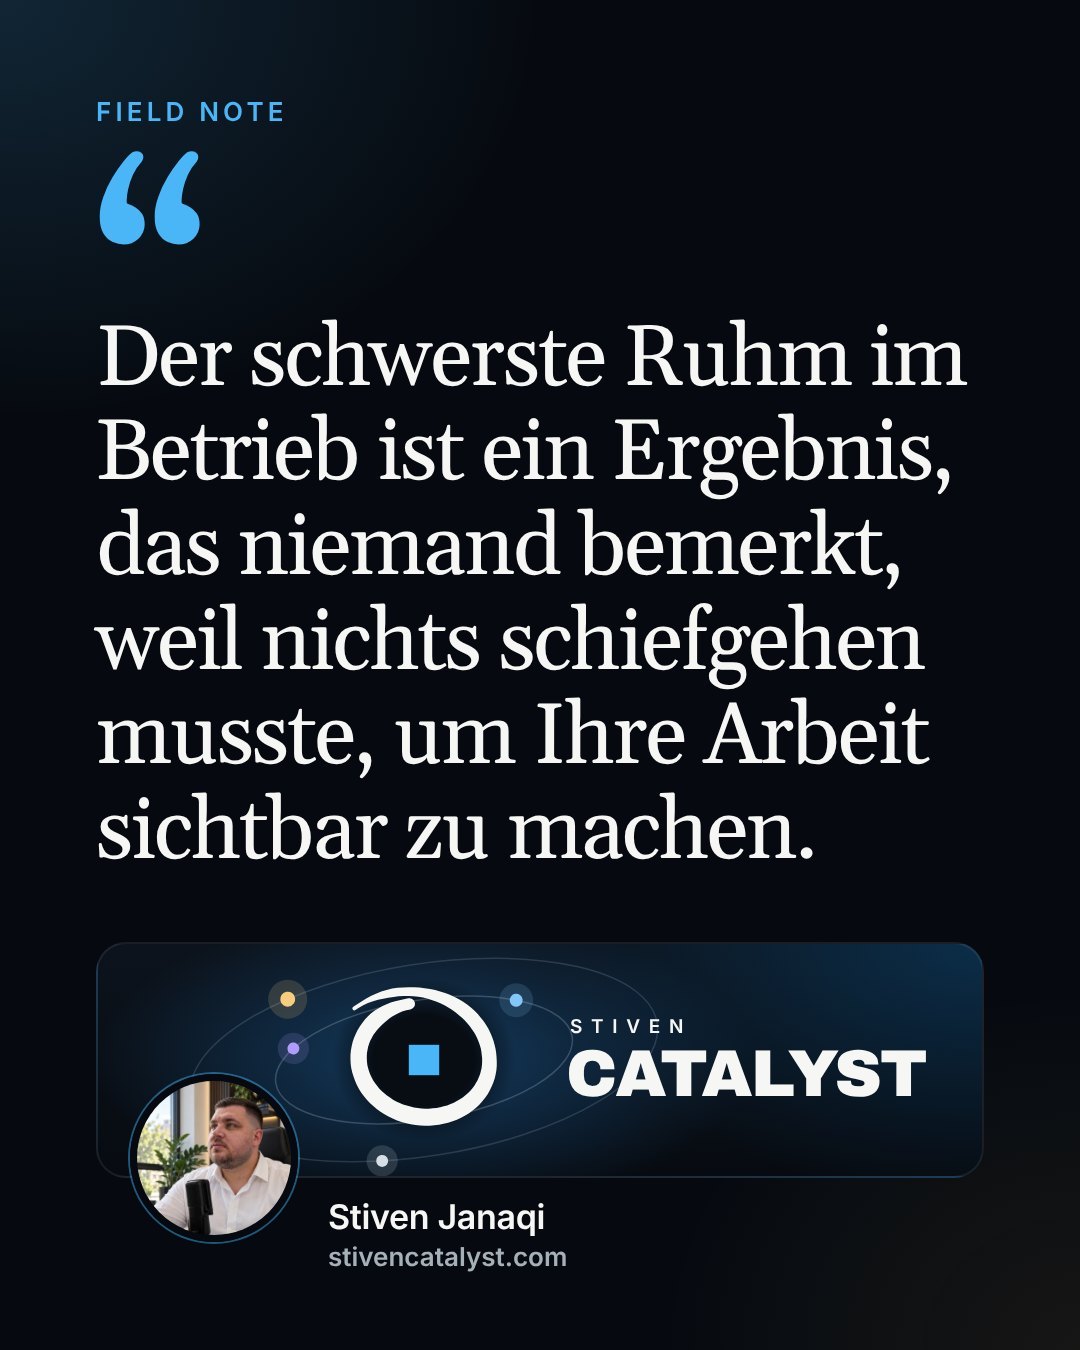 FIELD NOTE
“
Der schwerste Ruhm im
Betrieb ist ein Ergebnis,
das niemand bemerkt,
weil nichts schiefgehen
musste, um Ihre Arbeit
sichtbar zu machen.
STIVEN
CATALYST
Stiven Janaqi
stivencatalyst.com